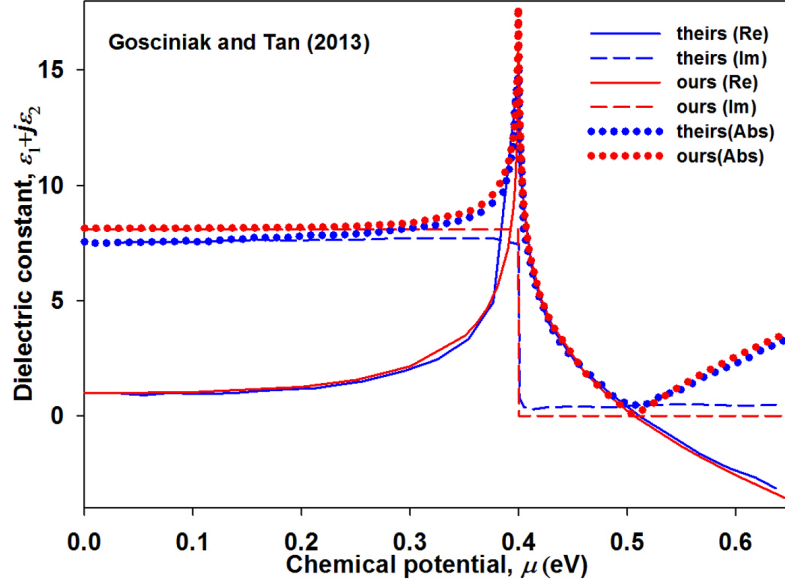 Gosciniak and Tan (2013)
theirs (Re)
theirs (Im)
ours (Re)
ours (Im)
theirs(Abs)
ours(Abs)
Dielectric constant, ε₁+jε₂
15
10
5
0
0.0 0.1 0.2 0.3 0.4 0.5 0.6
Chemical potential, μ (eV)